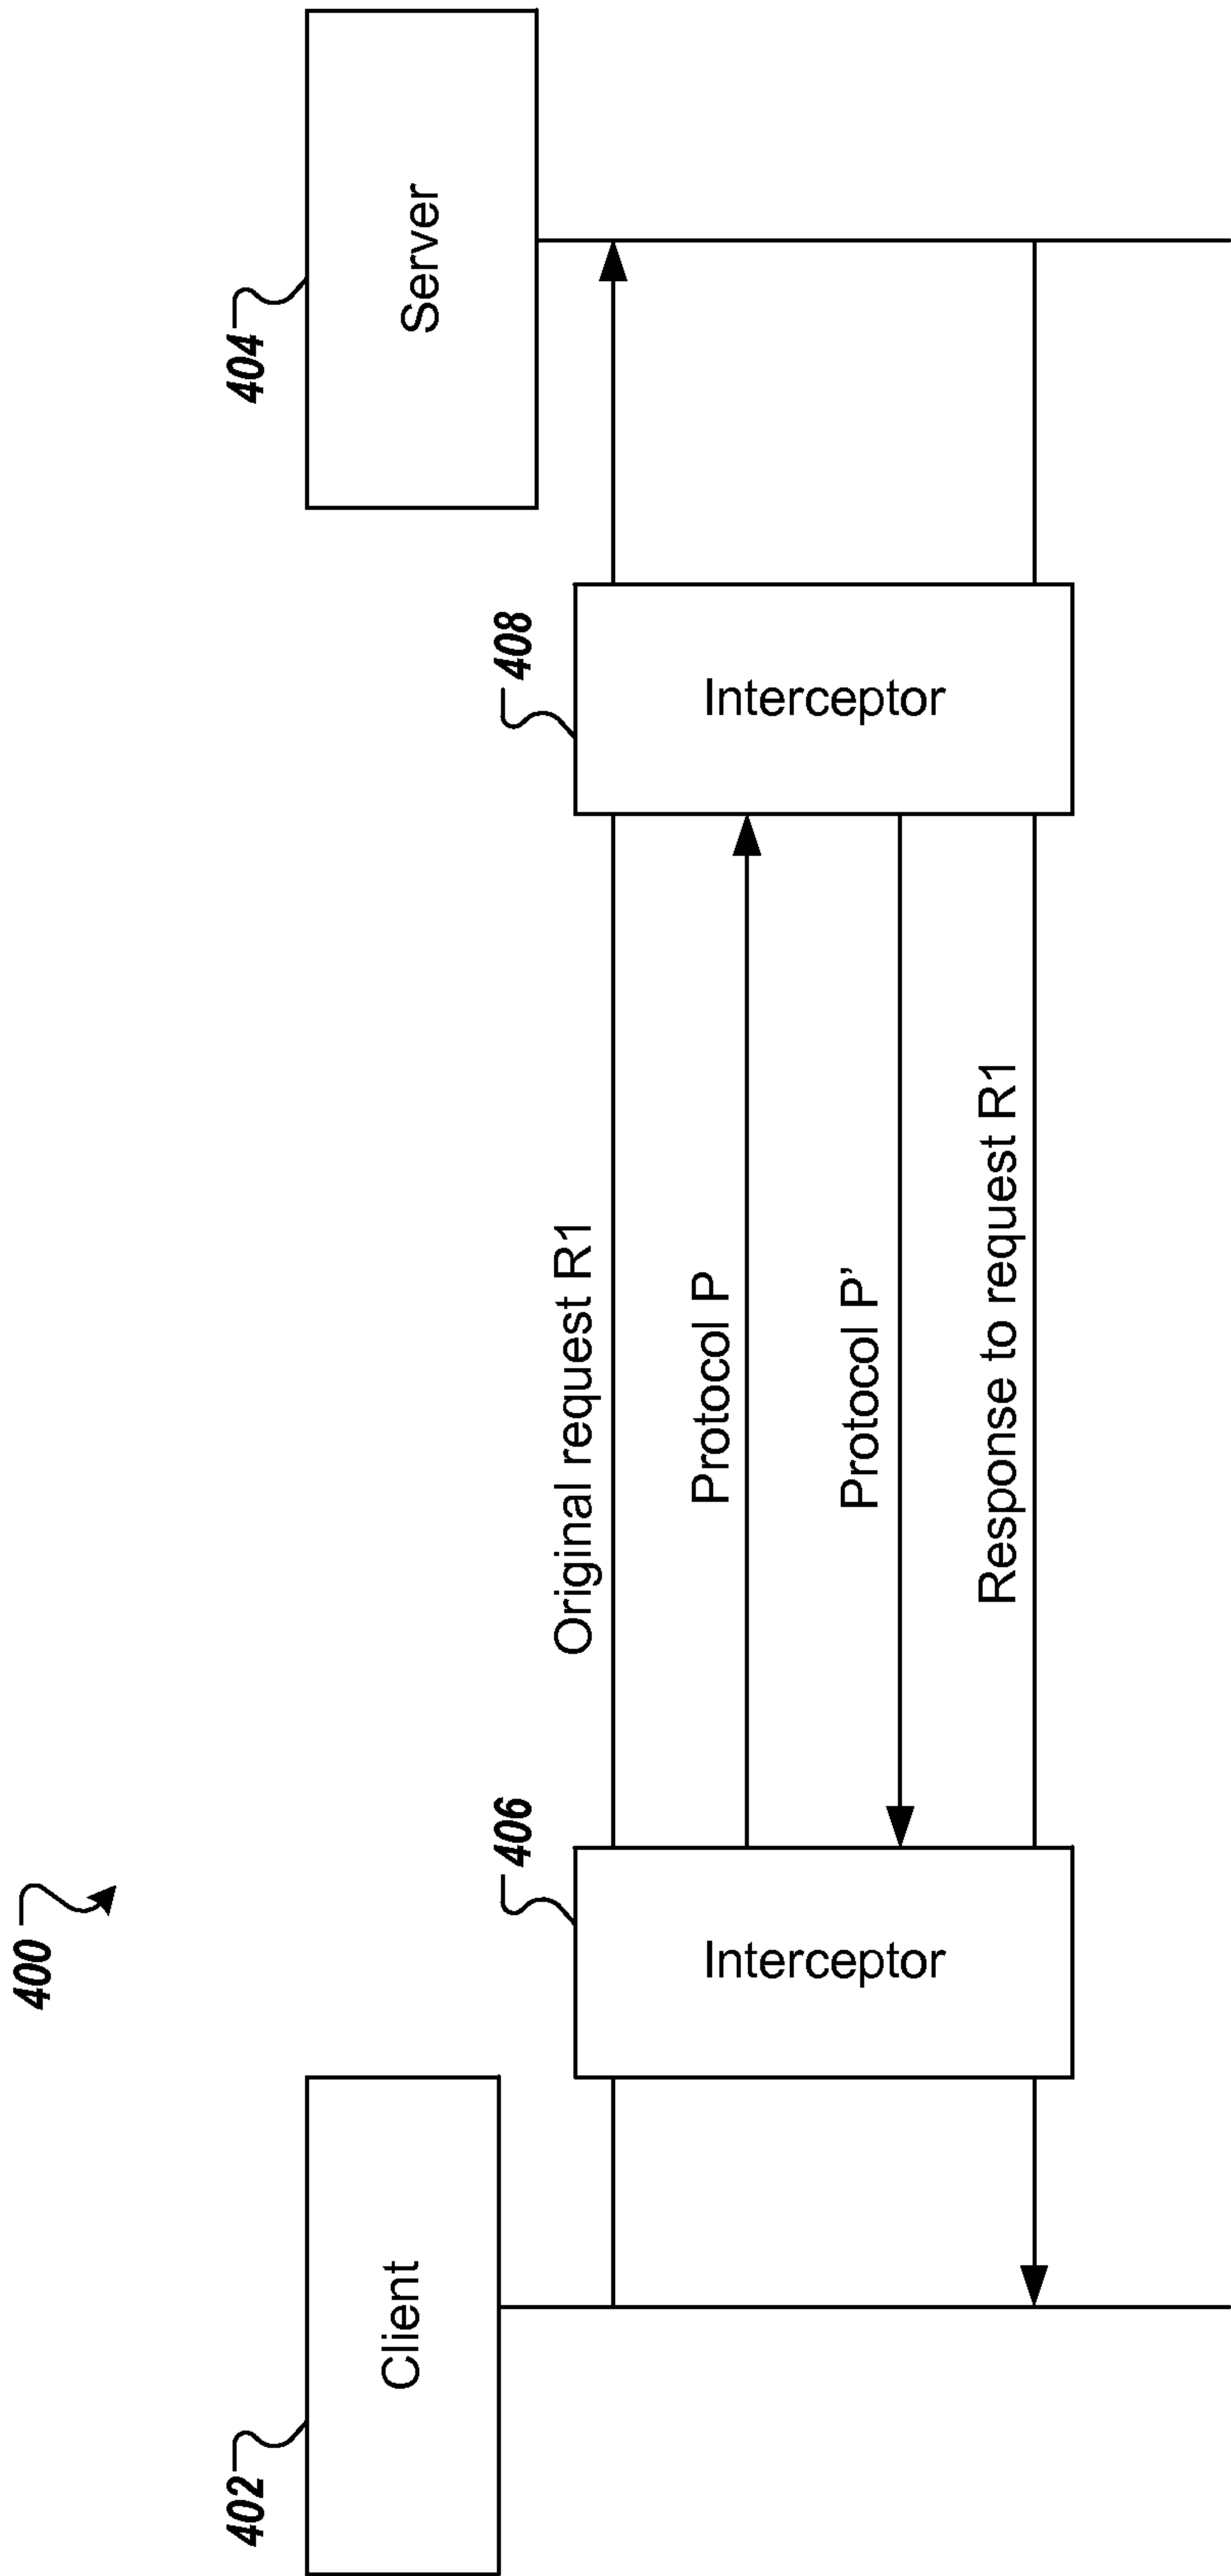 400
402
Client
404
Server
406
Interceptor
408
Interceptor
Original request R1
Protocol P
Protocol P’
Response to request R1